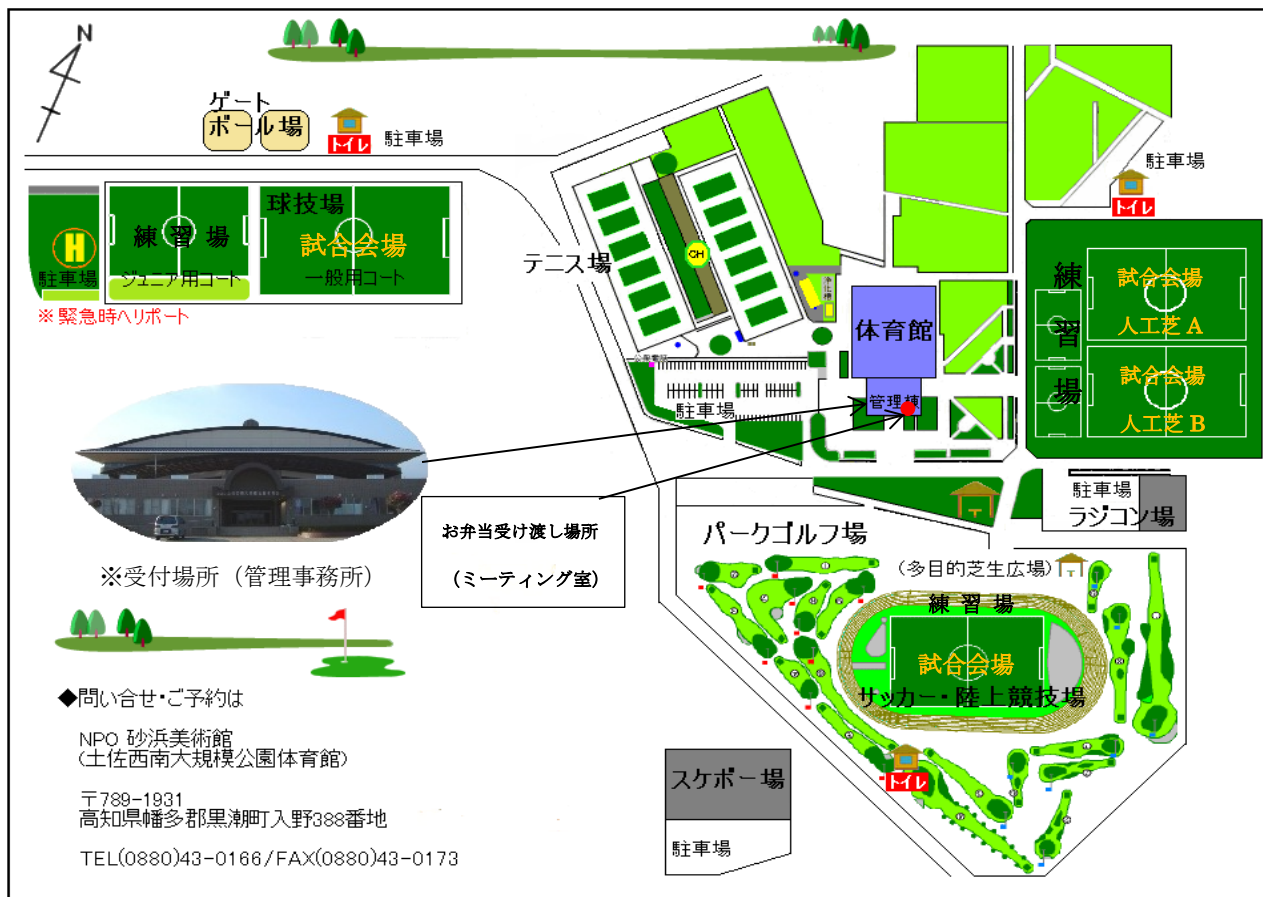 N
ゲート
ボール場
トイレ
駐車場
駐車場
トイレ
球技場
練習場
試合会場
H
駐車場
ジュニア用コート
一般用コート
※緊急時ヘリポート
テニス場
CH
浄化槽
体育館
管理棟
公衆電話
駐車場
練習場
試合会場
人工芝A
試合会場
人工芝B
駐車場
ラジコン場
お弁当受け渡し場所
(ミーティング室)
※受付場所(管理事務所)
パークゴルフ場
(多目的芝生広場)
練習場
試合会場
サッカー・陸上競技場
トイレ
スケボー場
駐車場
◆問い合せ・ご予約は
NPO 砂浜美術館
(土佐西南大規模公園体育館)
〒789-1931
高知県幡多郡黒潮町入野388番地
TEL(0880)43-0166/FAX(0880)43-0173